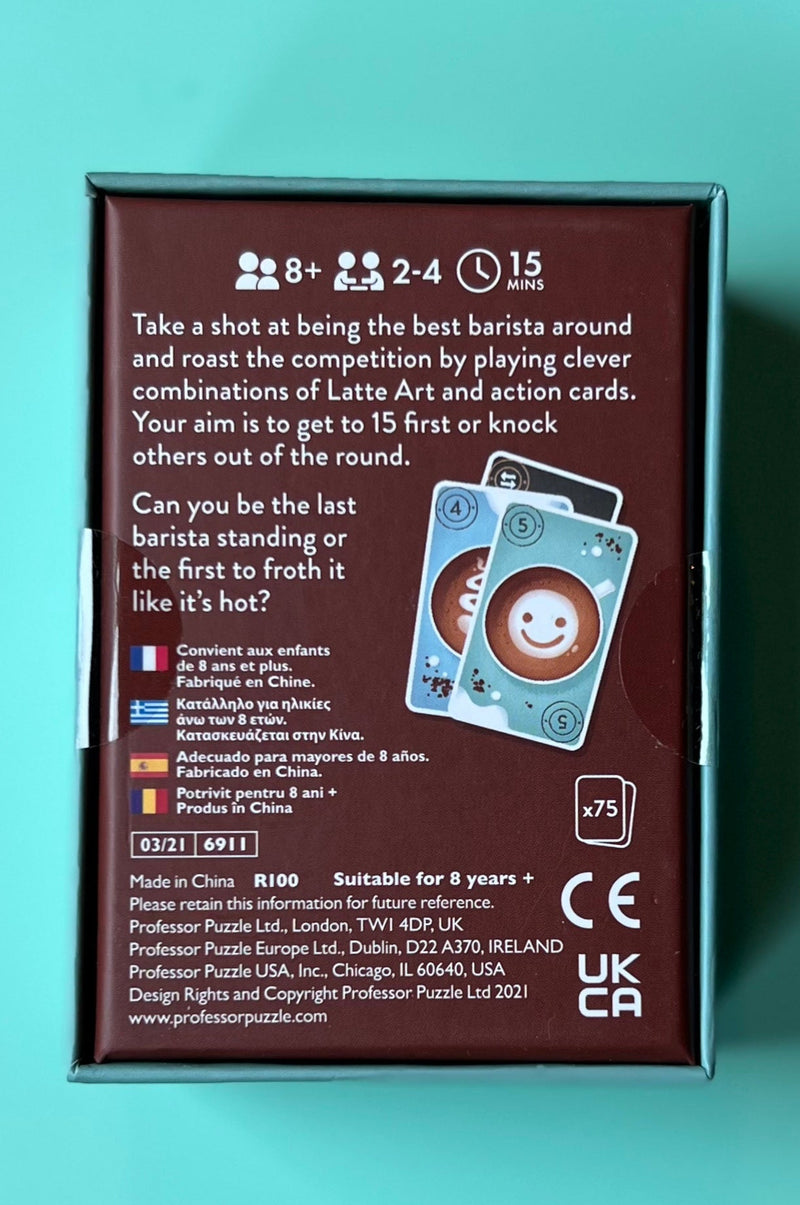 8+ 2-4 15 MINS
Take a shot at being the best barista around
and roast the competition by playing clever
combinations of Latte Art and action cards.
Your aim is to get to 15 first or knock
others out of the round.
Can you be the last
barista standing or
the first to froth it
like it's hot?
4
5
5
Convient aux enfants
de 8 ans et plus.
Fabriqué en Chine.
Κατάλληλο για ηλικίες
άνω των 8 ετών.
Κατασκευάζεται στην Κίνα.
Adecuado para mayores de 8 años.
Fabricado en China.
Potrivit pentru 8 ani +
Produs în China
x75
03/21 6911
Made in China R100 Suitable for 8 years +
Please retain this information for future reference.
Professor Puzzle Ltd., London, TW1 4DP, UK
Professor Puzzle Europe Ltd., Dublin, D22 A370, IRELAND
Professor Puzzle USA, Inc., Chicago, IL 60640, USA
Design Rights and Copyright Professor Puzzle Ltd 2021
www.professorpuzzle.com
CE
UK
CA